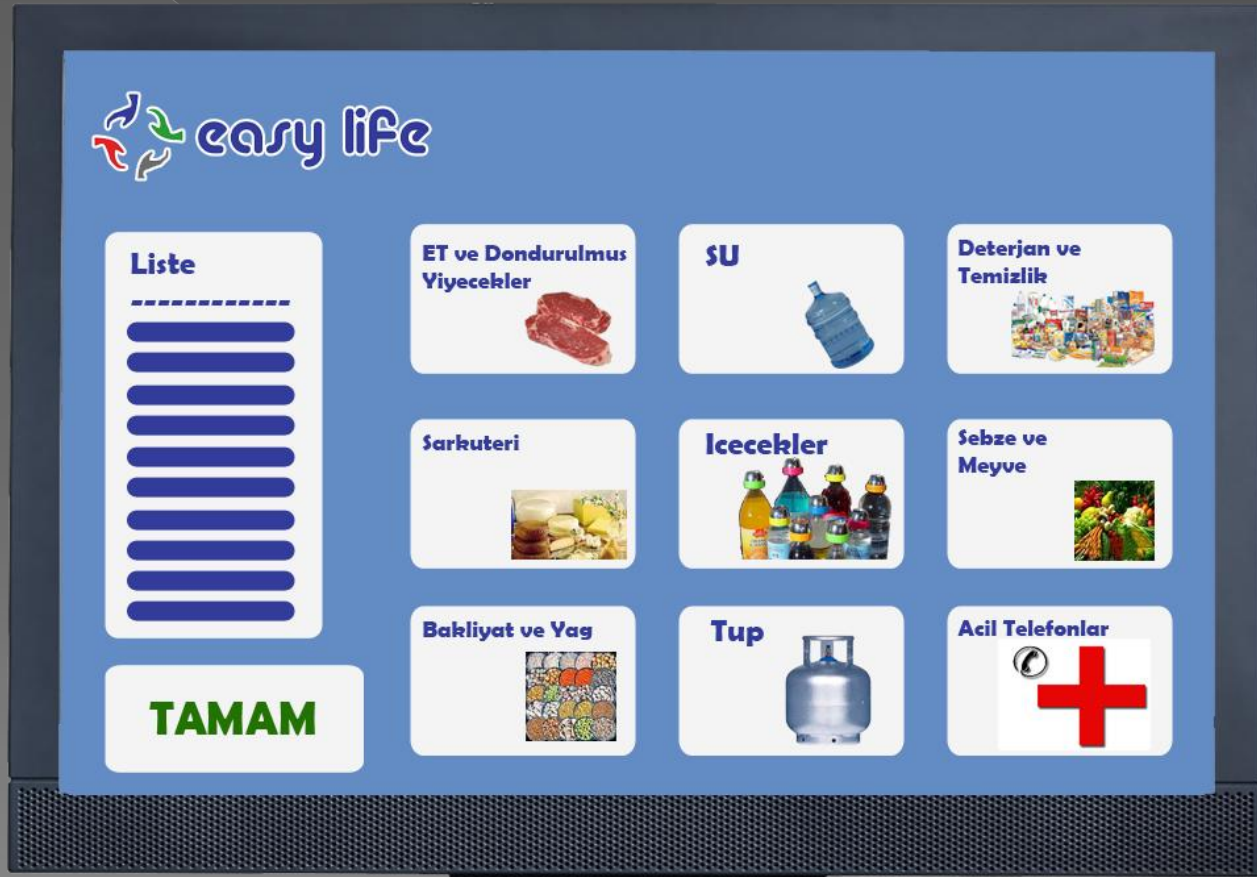 easy life
Liste
------------
TAMAM
ET ve Dondurulmus
Yiyecekler
SU
Deterjan ve
Temizlik
Sarkuteri
Icecekler
Sebze ve
Meyve
Bakliyat ve Yag
Tup
Acil Telefonlar